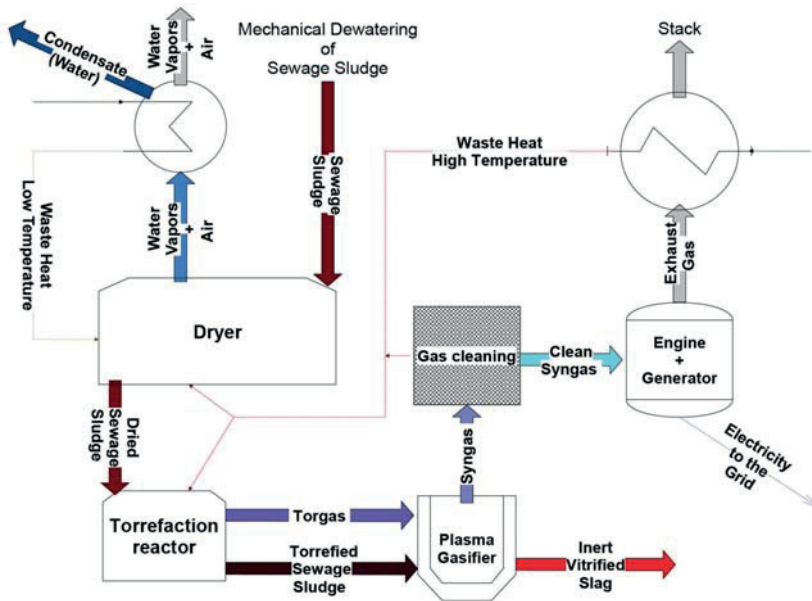 Condensate
(Water)
Water
Vapors
+
Air
Mechanical Dewatering
of
Sewage Sludge
Stack
Waste Heat
High Temperature
Sewage
Sludge
Waste Heat
Low Temperature
Water
Vapors
+
Air
Exhaust
Gas
Dryer
Gas cleaning
Clean
Syngas
Engine
+
Generator
Dried
Sewage
Sludge
Syngas
Electricity
to the
Grid
Torrefaction
reactor
Torgas
Torrefied
Sewage
Sludge
Plasma
Gasifier
Inert
Vitrified
Slag